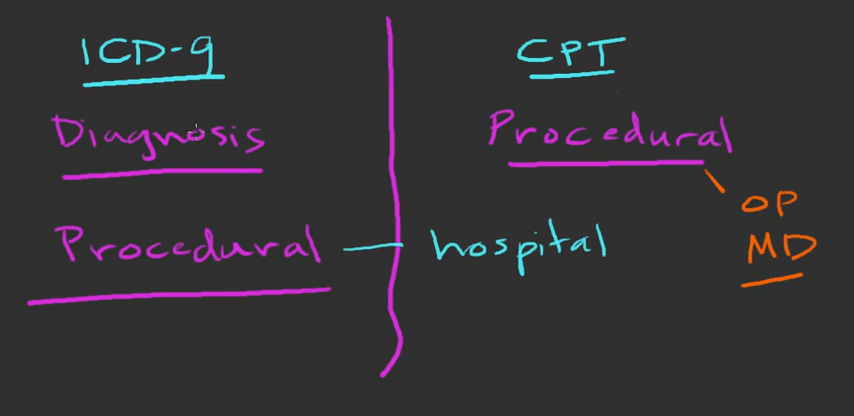 ICD-9
Diagnosis
Procedural
CPT
Procedural
OP
MD
hospital